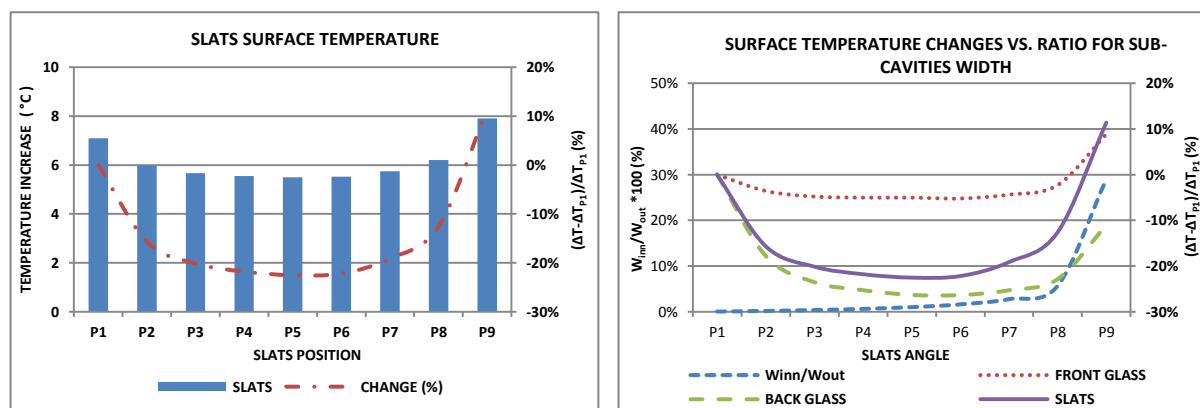 SLATS SURFACE TEMPERATURE
TEMPERATURE INCREASE ( °C )
10
8
6
4
2
0
20%
10%
0%
-10%
-20%
-30%
(ΔT-ΔT_P1)/ΔT_P1 (%)
P1 P2 P3 P4 P5 P6 P7 P8 P9
SLATS POSITION
SLATS CHANGE (%)
SURFACE TEMPERATURE CHANGES VS. RATIO FOR SUB-
CAVITIES WIDTH
W_inn/W_out *100 (%)
50%
40%
30%
20%
10%
0%
20%
10%
0%
-10%
-20%
-30%
(ΔT-ΔT_P1)/ΔT_P1 (%)
P1 P2 P3 P4 P5 P6 P7 P8 P9
SLATS ANGLE
Winn/Wout FRONT GLASS
BACK GLASS SLATS